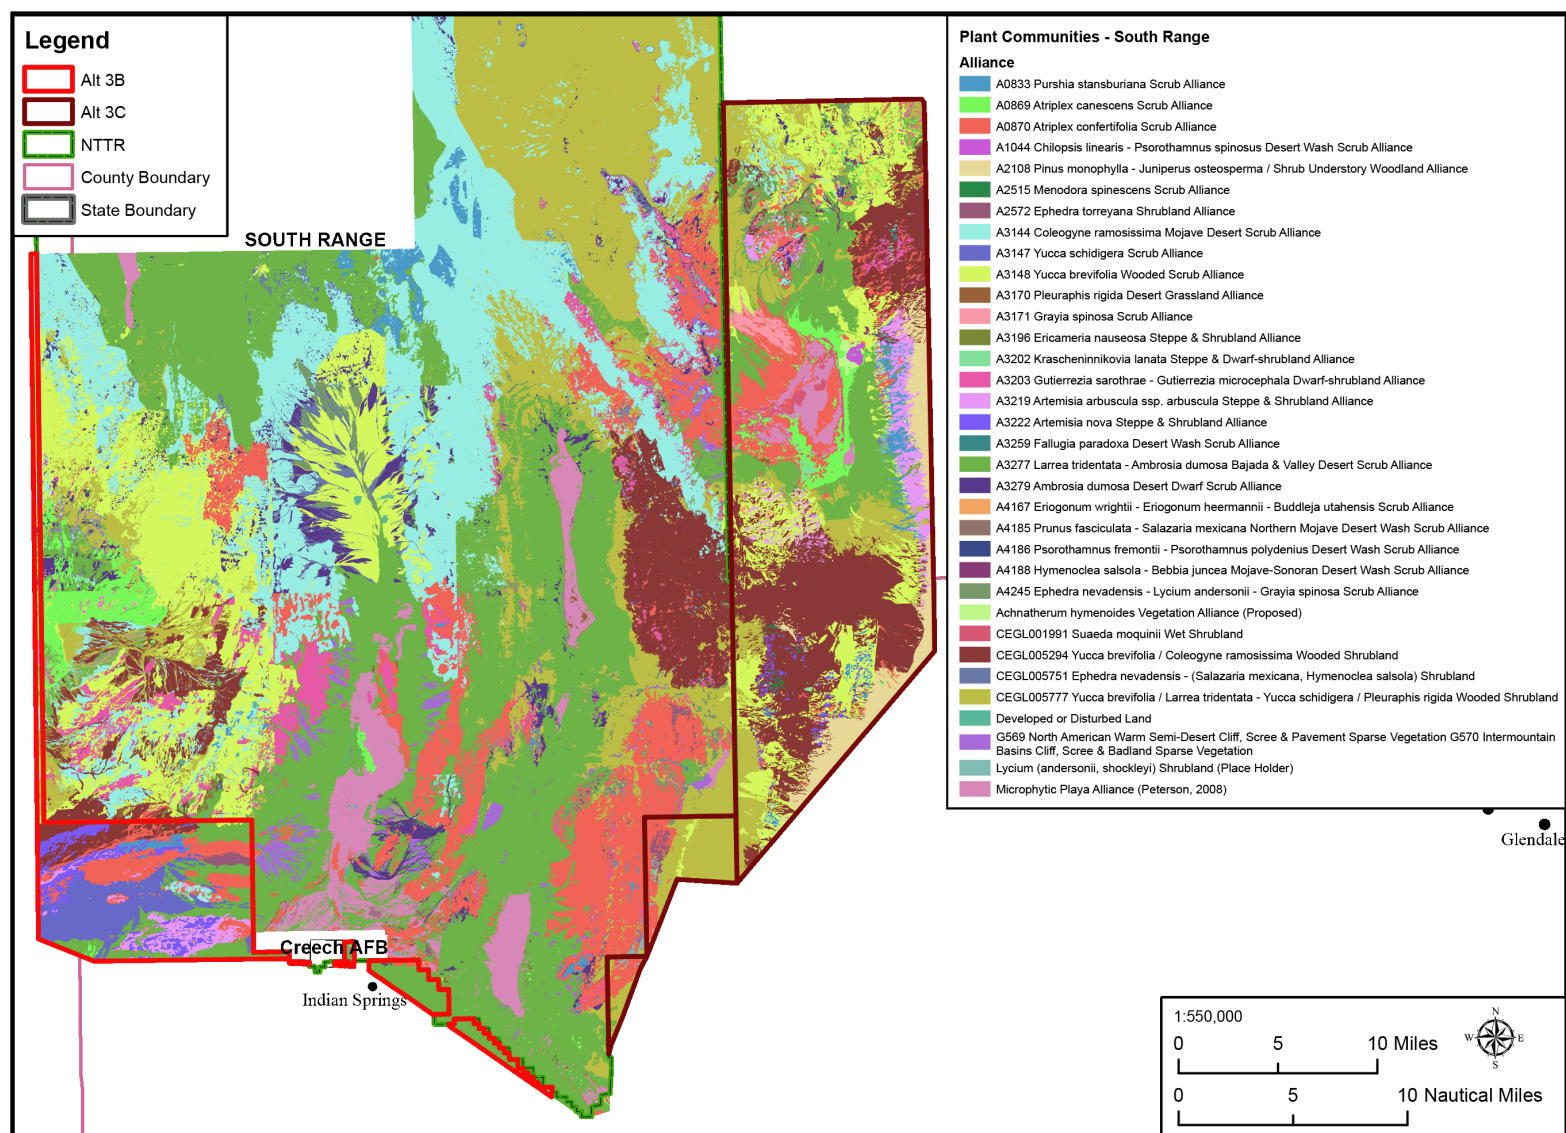 Legend
Alt 3B
Alt 3C
NTTR
County Boundary
State Boundary
SOUTH RANGE
Creech AFB
Indian Springs
Plant Communities - South Range
Alliance
A0833 Purshia stansburiana Scrub Alliance
A0869 Atriplex canescens Scrub Alliance
A0870 Atriplex confertifolia Scrub Alliance
A1044 Chilopsis linearis - Psorothamnus spinosus Desert Wash Scrub Alliance
A2108 Pinus monophylla - Juniperus osteosperma / Shrub Understory Woodland Alliance
A2515 Menodora spinescens Scrub Alliance
A2572 Ephedra torreyana Shrubland Alliance
A3144 Coleogyne ramosissima Mojave Desert Scrub Alliance
A3147 Yucca schidigera Scrub Alliance
A3148 Yucca brevifolia Wooded Scrub Alliance
A3170 Pleuraphis rigida Desert Grassland Alliance
A3171 Grayia spinosa Scrub Alliance
A3196 Ericameria nauseosa Steppe & Shrubland Alliance
A3202 Krascheninnikovia lanata Steppe & Dwarf-shrubland Alliance
A3203 Gutierrezia sarothrae - Gutierrezia microcephala Dwarf-shrubland Alliance
A3219 Artemisia arbuscula ssp. arbuscula Steppe & Shrubland Alliance
A3222 Artemisia nova Steppe & Shrubland Alliance
A3259 Fallugia paradoxa Desert Wash Scrub Alliance
A3277 Larrea tridentata - Ambrosia dumosa Bajada & Valley Desert Scrub Alliance
A3279 Ambrosia dumosa Desert Dwarf Scrub Alliance
A4167 Eriogonum wrightii - Eriogonum heermannii - Buddleja utahensis Scrub Alliance
A4185 Prunus fasciculata - Salazaria mexicana Northern Mojave Desert Wash Scrub Alliance
A4186 Psorothamnus fremontii - Psorothamnus polydenius Desert Wash Scrub Alliance
A4188 Hymenoclea salsola - Bebbia juncea Mojave-Sonoran Desert Wash Scrub Alliance
A4245 Ephedra nevadensis - Lycium andersonii - Grayia spinosa Scrub Alliance
Achnatherum hymenoides Vegetation Alliance (Proposed)
CEGL001991 Suaeda moquinii Wet Shrubland
CEGL005294 Yucca brevifolia / Coleogyne ramosissima Wooded Shrubland
CEGL005751 Ephedra nevadensis - (Salazaria mexicana, Hymenoclea salsola) Shrubland
CEGL005777 Yucca brevifolia / Larrea tridentata - Yucca schidigera / Pleuraphis rigida Wooded Shrubland
Developed or Disturbed Land
G569 North American Warm Semi-Desert Cliff, Scree & Pavement Sparse Vegetation G570 Intermountain
Basins Cliff, Scree & Badland Sparse Vegetation
Lycium (andersonii, shockleyi) Shrubland (Place Holder)
Microphytic Playa Alliance (Peterson, 2008)
Glendale
1:550,000
0 5 10 Miles
0 5 10 Nautical Miles
N
W E
S